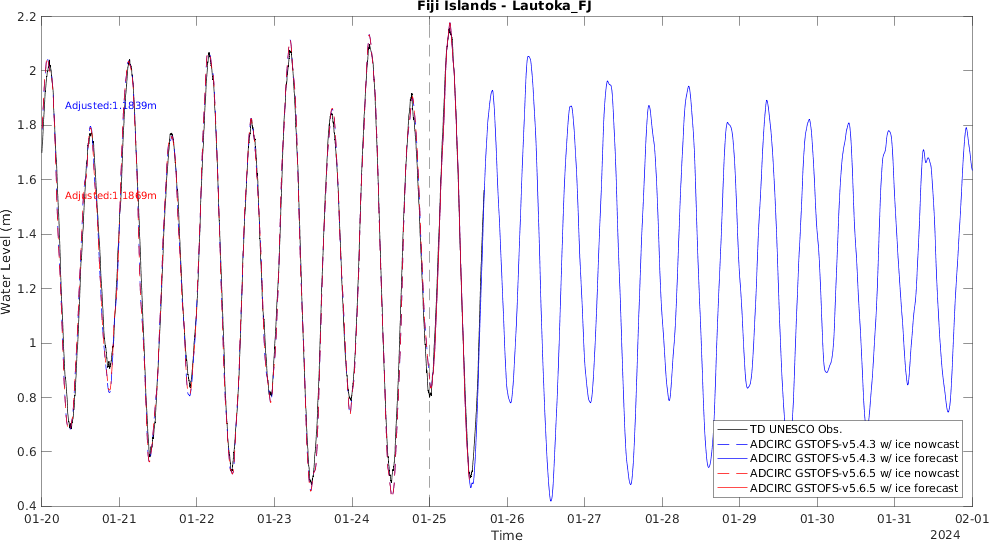 Fiji Islands - Lautoka_FJ
2.2
2
1.8
1.6
1.4
1.2
1
0.8
0.6
0.4
Water Level (m)
Adjusted:1.1839m
Adjusted:1.1869m
TD UNESCO Obs.
ADCIRC GSTOFS-v5.4.3 w/ ice nowcast
ADCIRC GSTOFS-v5.4.3 w/ ice forecast
ADCIRC GSTOFS-v5.6.5 w/ ice nowcast
ADCIRC GSTOFS-v5.6.5 w/ ice forecast
01-20 01-21 01-22 01-23 01-24 01-25 01-26 01-27 01-28 01-29 01-30 01-31 02-01
Time
2024